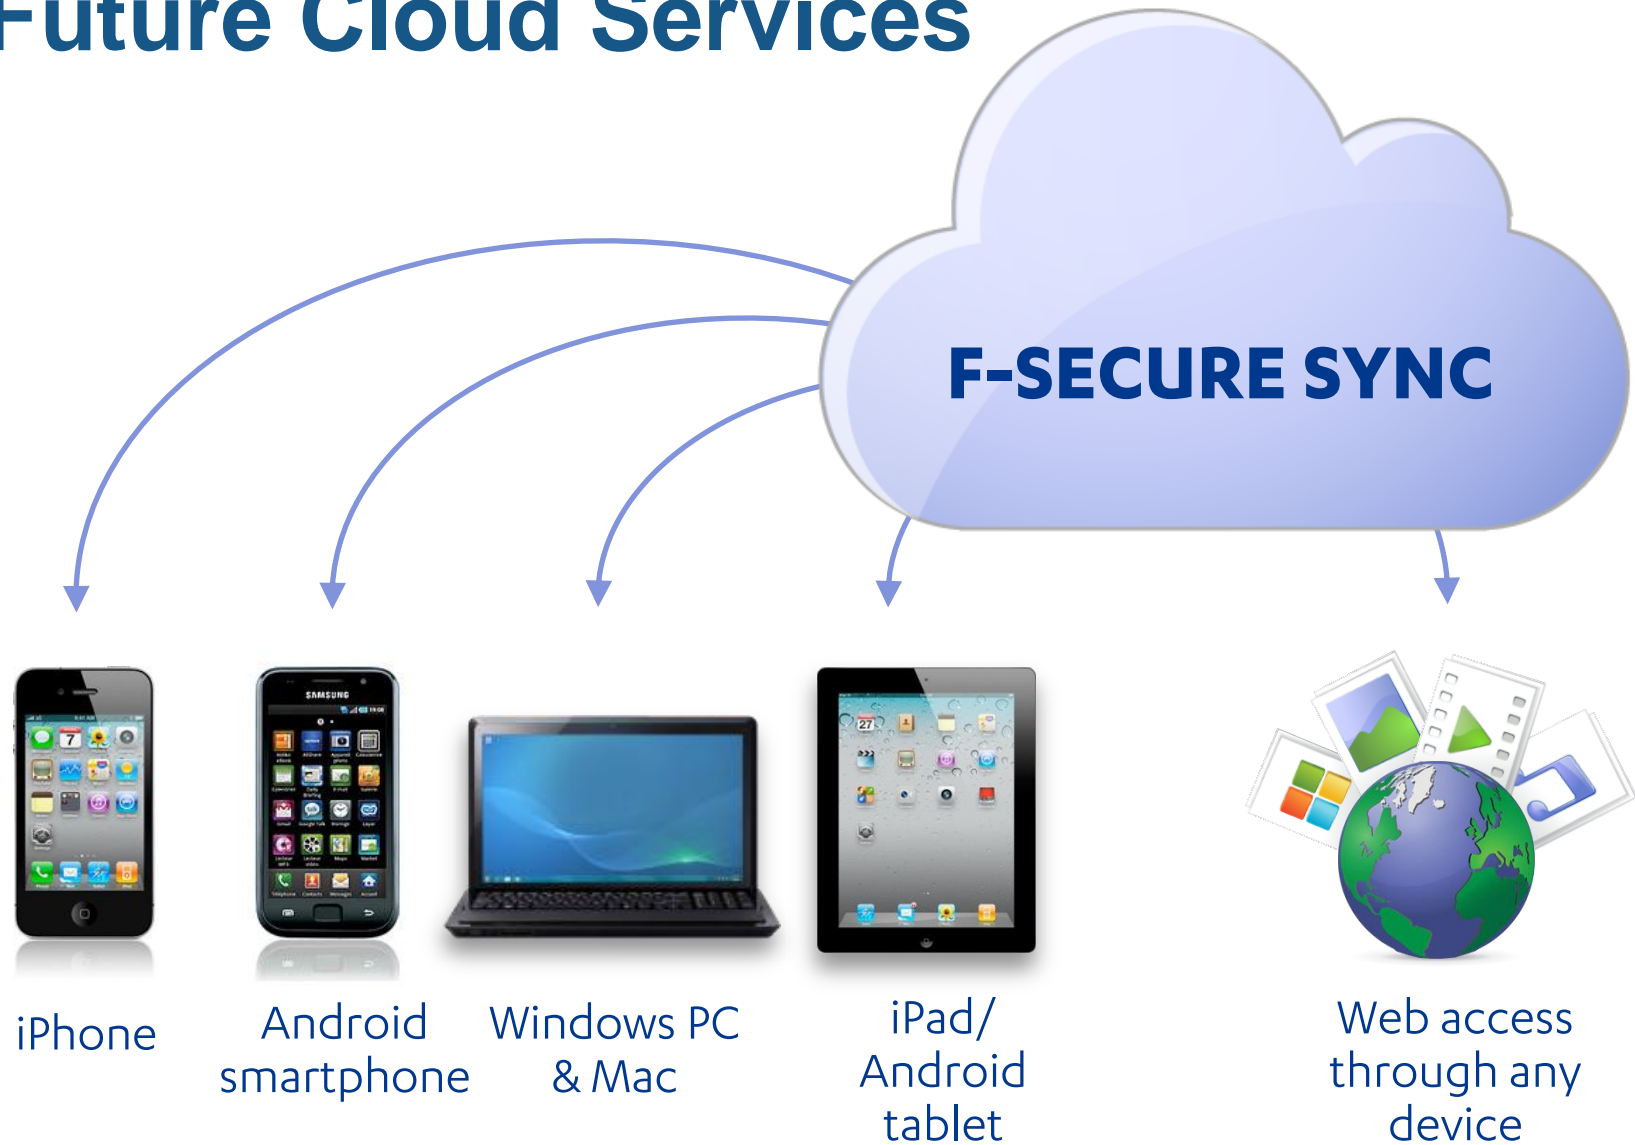 Future Cloud Services
F-SECURE SYNC
SAMSUNG
iPhone
Android
smartphone
Windows PC
& Mac
iPad/
Android
tablet
Web access
through any
device